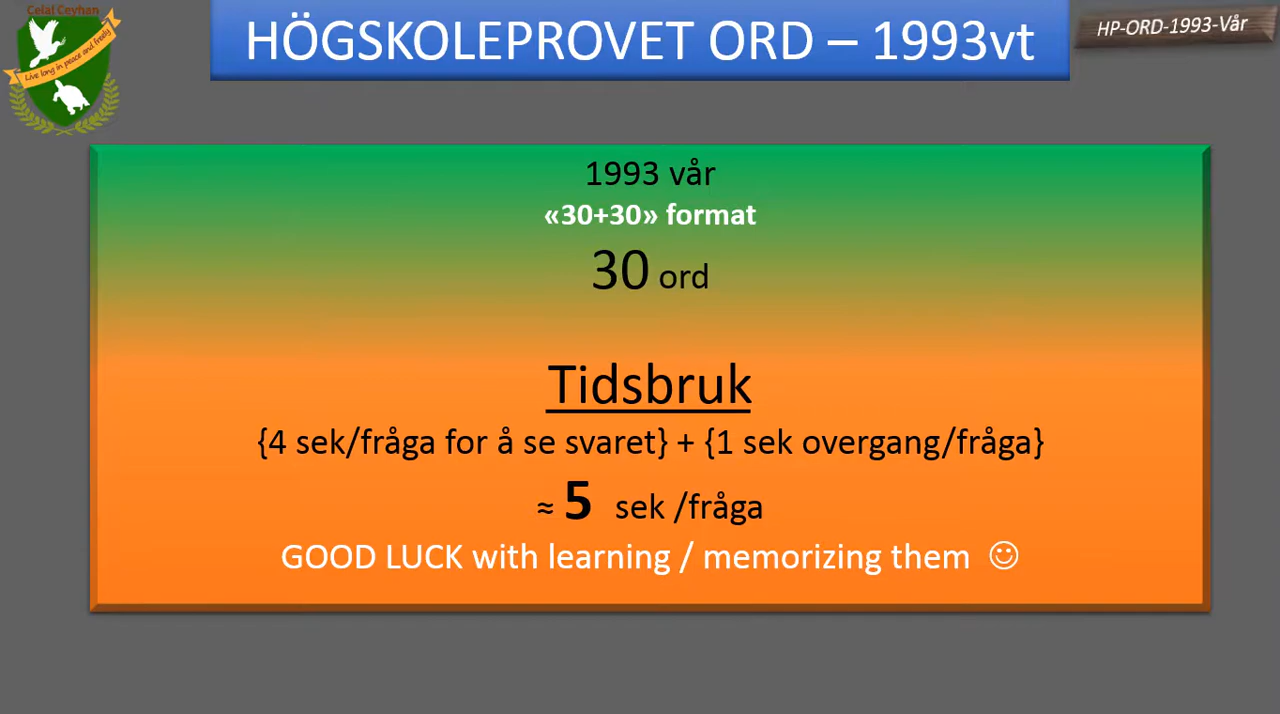 Celal Ceyhan
Live long in peace and freely
HÖGSKOLEPROVET ORD – 1993vt
HP-ORD-1993-Vår
1993 vår
«30+30» format
30 ord
Tidsbruk
{4 sek/fråga for å se svaret} + {1 sek overgang/fråga}
≈ 5 sek /fråga
GOOD LUCK with learning / memorizing them ☺